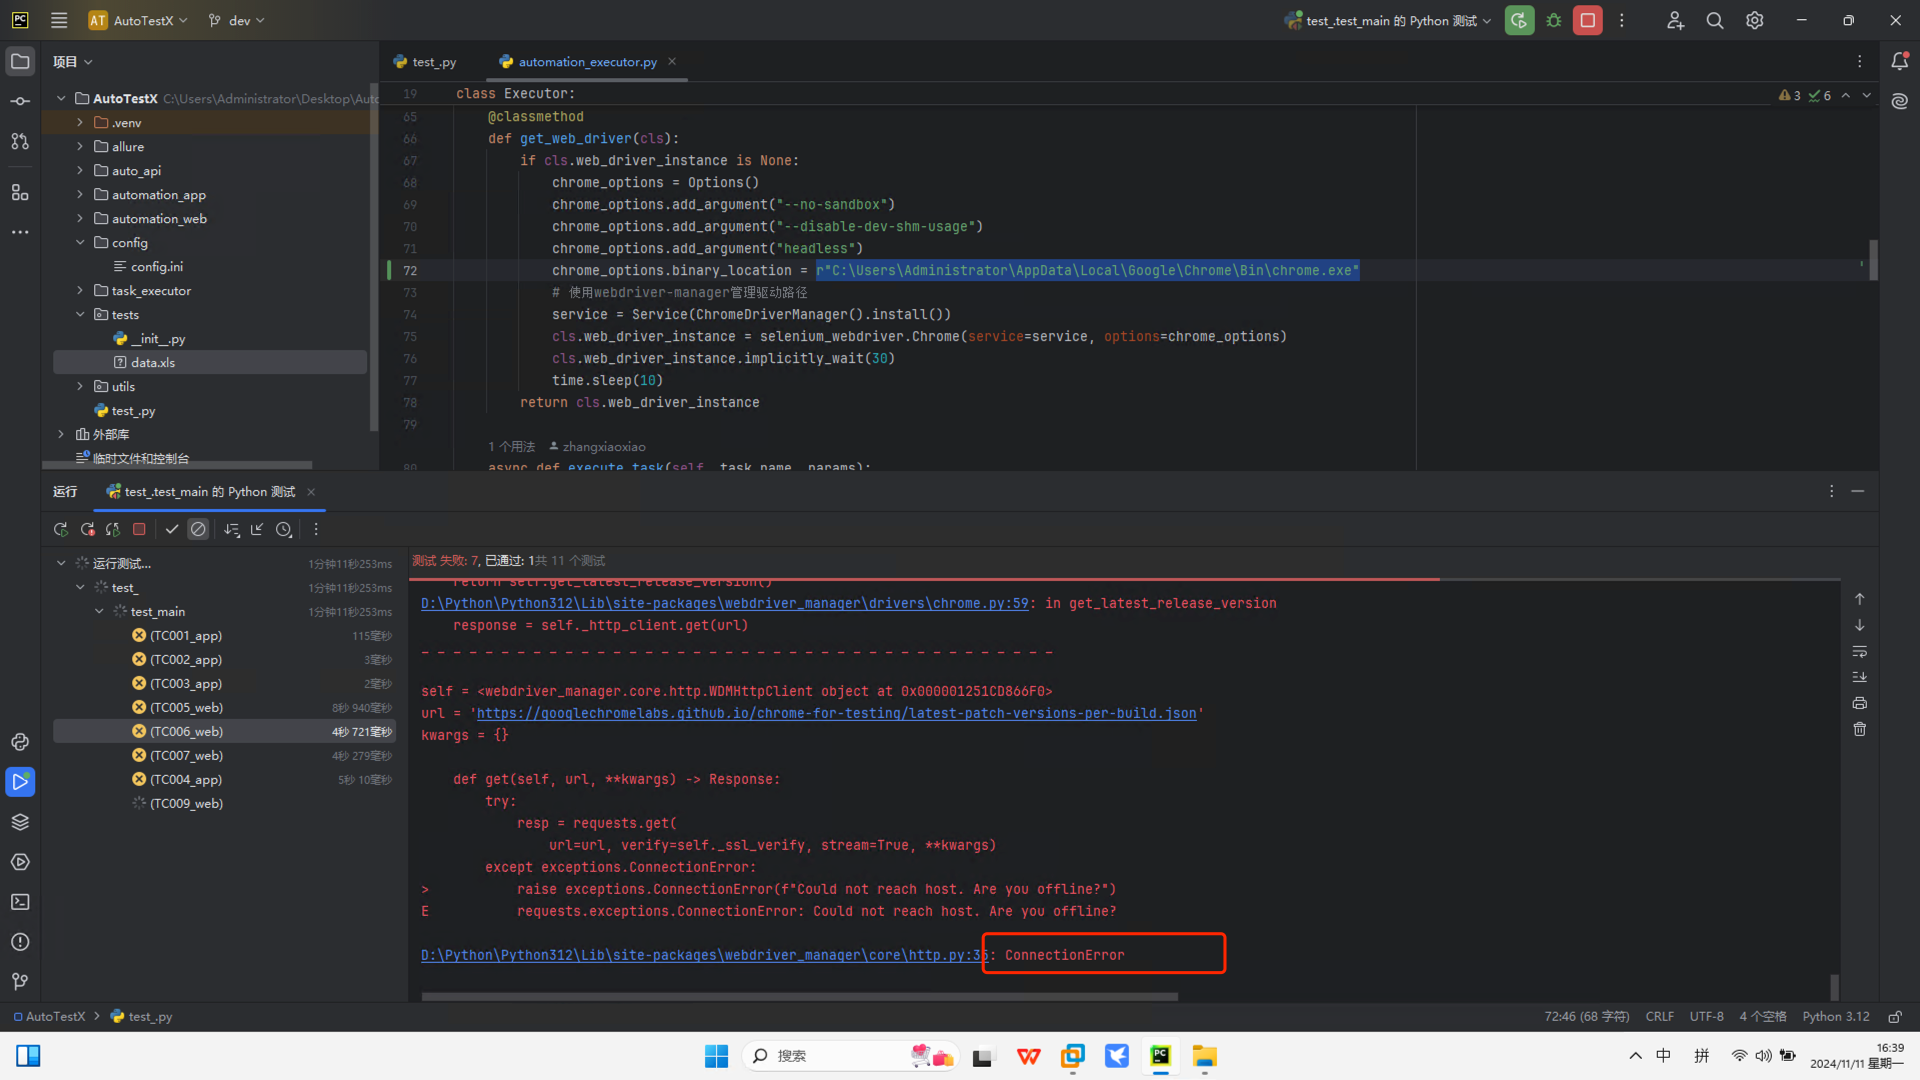 PC
AT AutoTestX
dev
test_.test_main 的 Python 测试
项目
test_.py
automation_executor.py
AutoTestX C:\Users\Administrator\Desktop\Auto
.venv
allure
auto_api
automation_app
automation_web
config
config.ini
task_executor
tests
__init__.py
data.xls
utils
test_.py
外部库
临时文件和控制台
3 6
19 class Executor:
65 @classmethod
66 def get_web_driver(cls):
67 if cls.web_driver_instance is None:
68 chrome_options = Options()
69 chrome_options.add_argument("--no-sandbox")
70 chrome_options.add_argument("--disable-dev-shm-usage")
71 chrome_options.add_argument("headless")
72 chrome_options.binary_location = r"C:\Users\Administrator\AppData\Local\Google\Chrome\Bin\chrome.exe"
73 # 使用webdriver-manager管理驱动路径
74 service = Service(ChromeDriverManager().install())
75 cls.web_driver_instance = selenium_webdriver.Chrome(service=service, options=chrome_options)
76 cls.web_driver_instance.implicitly_wait(30)
77 time.sleep(10)
78 return cls.web_driver_instance
79
1 个用法 zhangxiaoxiao
80 async def execute_task(self, task_name, params):
运行 test_.test_main 的 Python 测试
测试 失败: 7, 已通过: 1共 11 个测试
运行测试... 1分钟11秒253ms
test_ 1分钟11秒253ms
test_main 1分钟11秒253ms
(TC001_app) 115毫秒
(TC002_app) 3毫秒
(TC003_app) 2毫秒
(TC005_web) 8秒 940毫秒
(TC006_web) 4秒 721毫秒
(TC007_web) 4秒 279毫秒
(TC004_app) 5秒 10毫秒
(TC009_web)
return self.get_latest_release_version()
D:\Python\Python312\Lib\site-packages\webdriver_manager\drivers\chrome.py:59: in get_latest_release_version
response = self._http_client.get(url)
_ _ _ _ _ _ _ _ _ _ _ _ _ _ _ _ _ _ _ _ _ _ _ _ _ _ _ _ _ _ _ _ _ _ _ _ _ _ _ _
self = <webdriver_manager.core.http.WDMHttpClient object at 0x000001251CD866F0>
url = 'https://googlechromelabs.github.io/chrome-for-testing/latest-patch-versions-per-build.json'
kwargs = {}
def get(self, url, **kwargs) -> Response:
try:
resp = requests.get(
url=url, verify=self._ssl_verify, stream=True, **kwargs)
except exceptions.ConnectionError:
> raise exceptions.ConnectionError(f"Could not reach host. Are you offline?")
E requests.exceptions.ConnectionError: Could not reach host. Are you offline?
D:\Python\Python312\Lib\site-packages\webdriver_manager\core\http.py:35: ConnectionError
AutoTestX test_.py
72:46 (68 字符) CRLF UTF-8 4 个空格 Python 3.12
搜索
PC
中 拼
16:39
2024/11/11 星期一